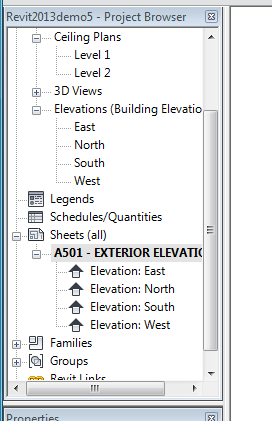 Revit2013demo5 - Project Browser
Ceiling Plans
Level 1
Level 2
3D Views
Elevations (Building Elevatio
East
North
South
West
Legends
Schedules/Quantities
Sheets (all)
A501 - EXTERIOR ELEVATIO
Elevation: East
Elevation: North
Elevation: South
Elevation: West
Families
Groups
Revit Links
Properties